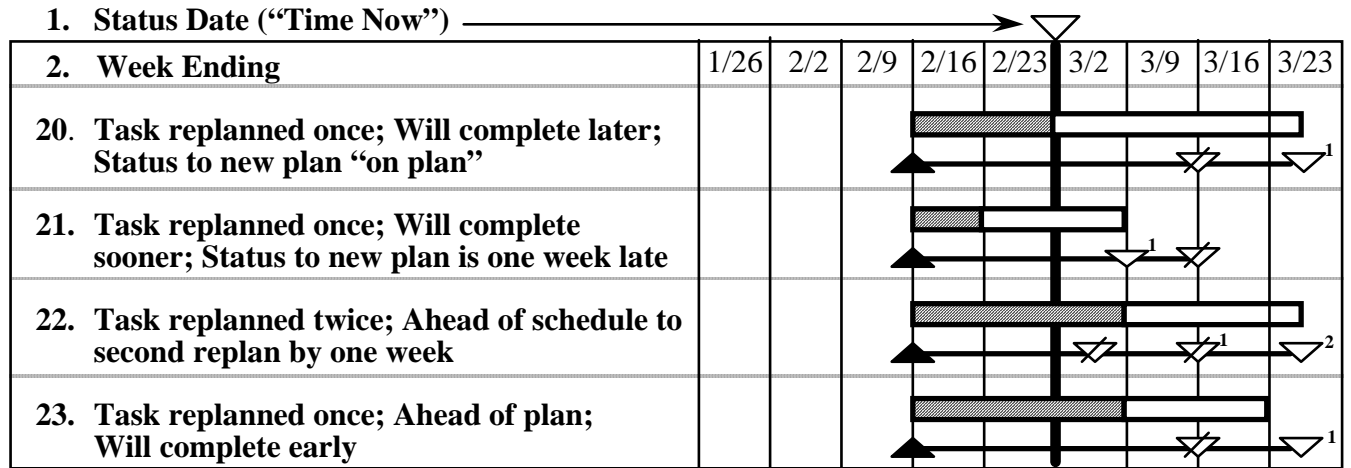 1. Status Date (“Time Now”)
2. Week Ending 1/26 2/2 2/9 2/16 2/23 3/2 3/9 3/16 3/23
20. Task replanned once; Will complete later;
Status to new plan “on plan”
1
21. Task replanned once; Will complete
sooner; Status to new plan is one week late
1
22. Task replanned twice; Ahead of schedule to
second replan by one week
1 2
23. Task replanned once; Ahead of plan;
Will complete early
1